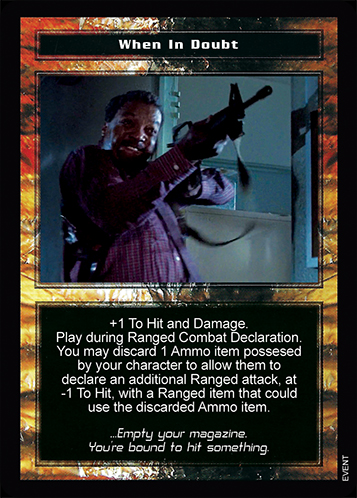 When In Doubt
+1 To Hit and Damage.
Play during Ranged Combat Declaration.
You may discard 1 Ammo item possesed
by your character to allow them to
declare an additional Ranged attack, at
-1 To Hit, with a Ranged item that could
use the discarded Ammo item.
...Empty your magazine.
You're bound to hit something.
EVENT